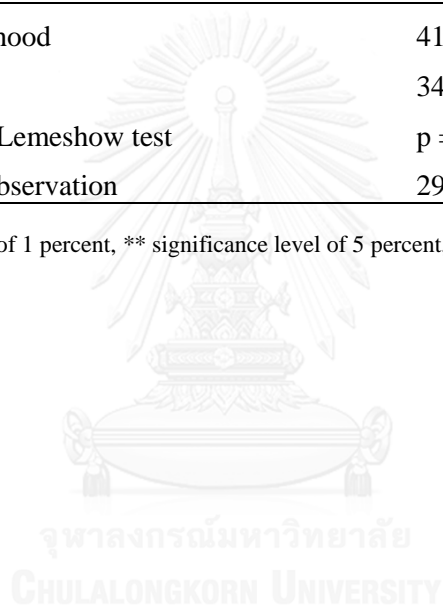 nood 41
34
Lemeshow test p =
bservation 29
of 1 percent, ** significance level of 5 percent
จุฬาลงกรณ์มหาวิทยาลัย
CHULALONGKORN UNIVERSITY